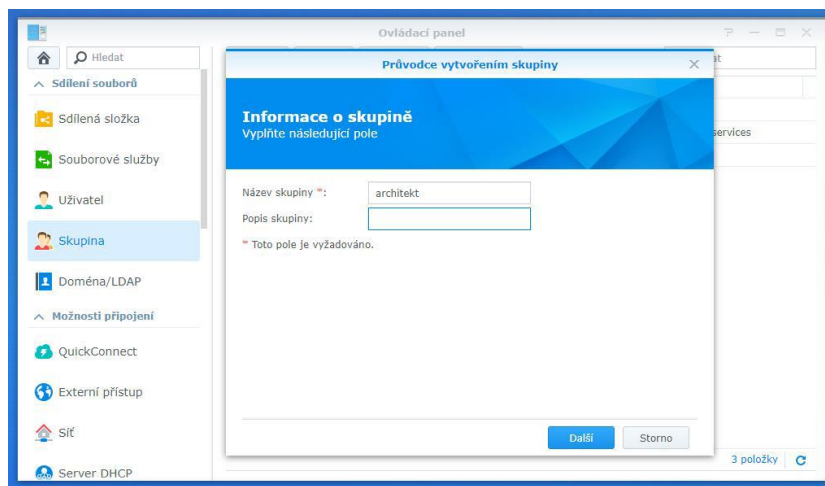 Ovládací panel
Hledat
Sdílení souborů
Sdílená složka
Souborové služby
Uživatel
Skupina
Doména/LDAP
Možnosti připojení
QuickConnect
Externí přístup
Síť
Server DHCP
Průvodce vytvořením skupiny
Informace o skupině
Vyplňte následující pole
Název skupiny *:
architekt
Popis skupiny:
* Toto pole je vyžadováno.
Další
Storno
services
3 položky